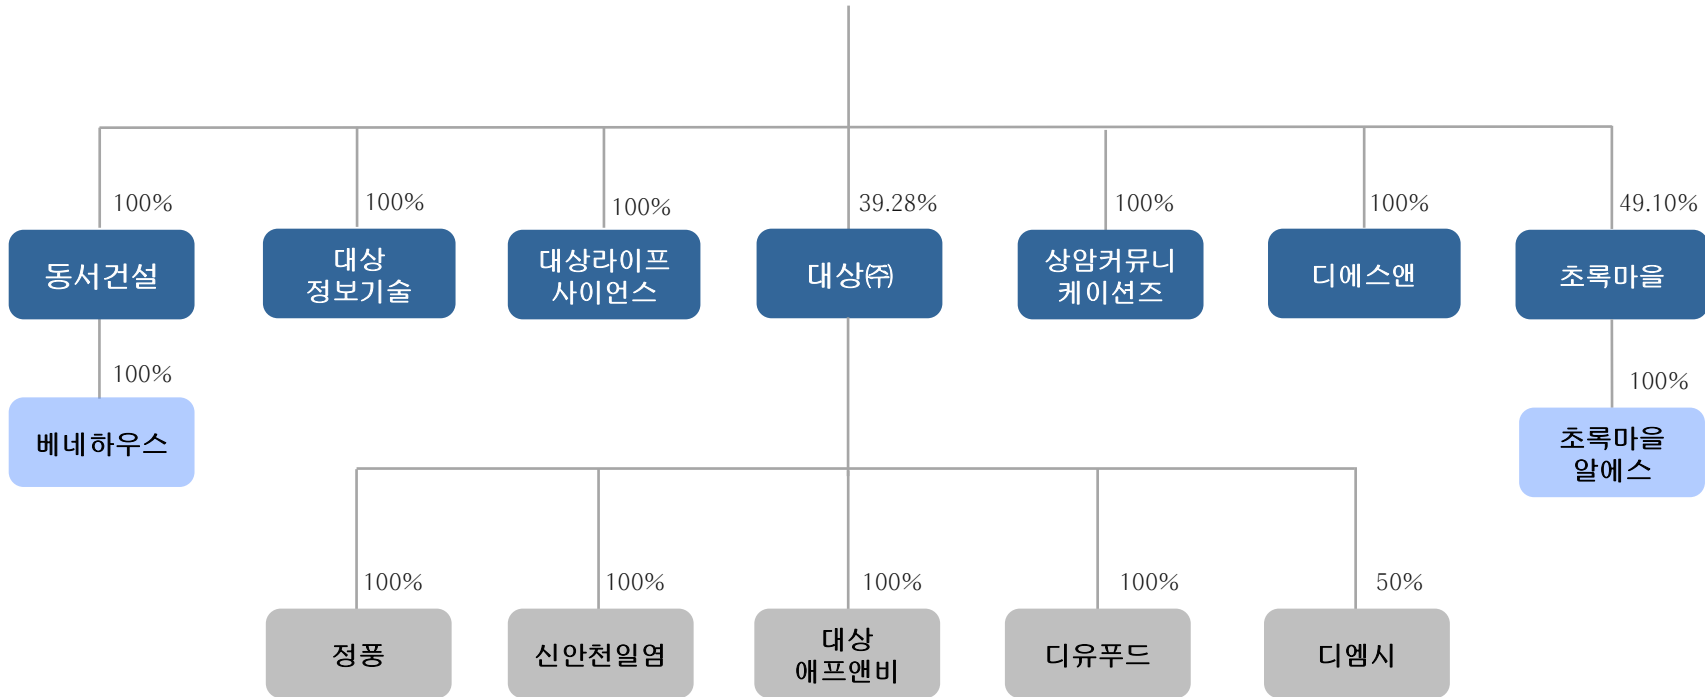 100%
100%
100%
39.28%
100%
100%
49.10%
동서건설
대상
정보기술
대상라이프
사이언스
대상㈜
상암커뮤니
케이션즈
디에스앤
초록마을
100%
100%
베네하우스
초록마을
알에스
100%
100%
100%
100%
50%
정풍
신안천일염
대상
애프앤비
디유푸드
디엠시